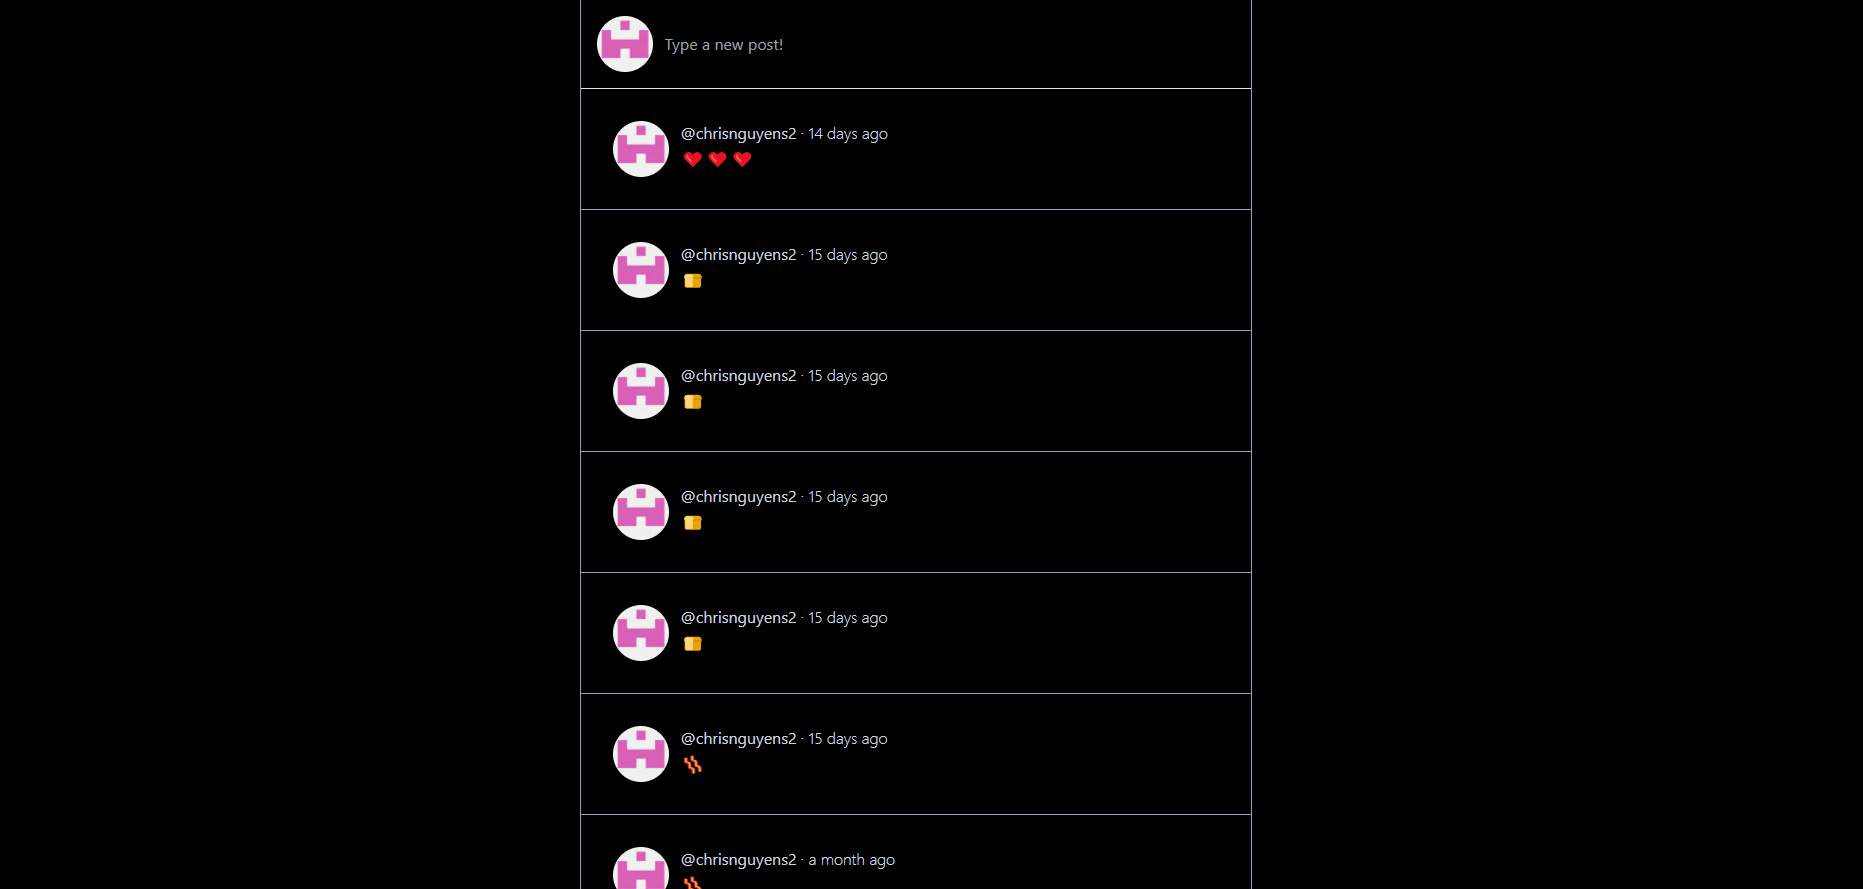 Type a new post!
@chrisnguyens2 · 14 days ago
❤️ ❤️ ❤️
@chrisnguyens2 · 15 days ago
🍞
@chrisnguyens2 · 15 days ago
🍞
@chrisnguyens2 · 15 days ago
🍞
@chrisnguyens2 · 15 days ago
🍞
@chrisnguyens2 · 15 days ago
🥓
@chrisnguyens2 · a month ago
🥓